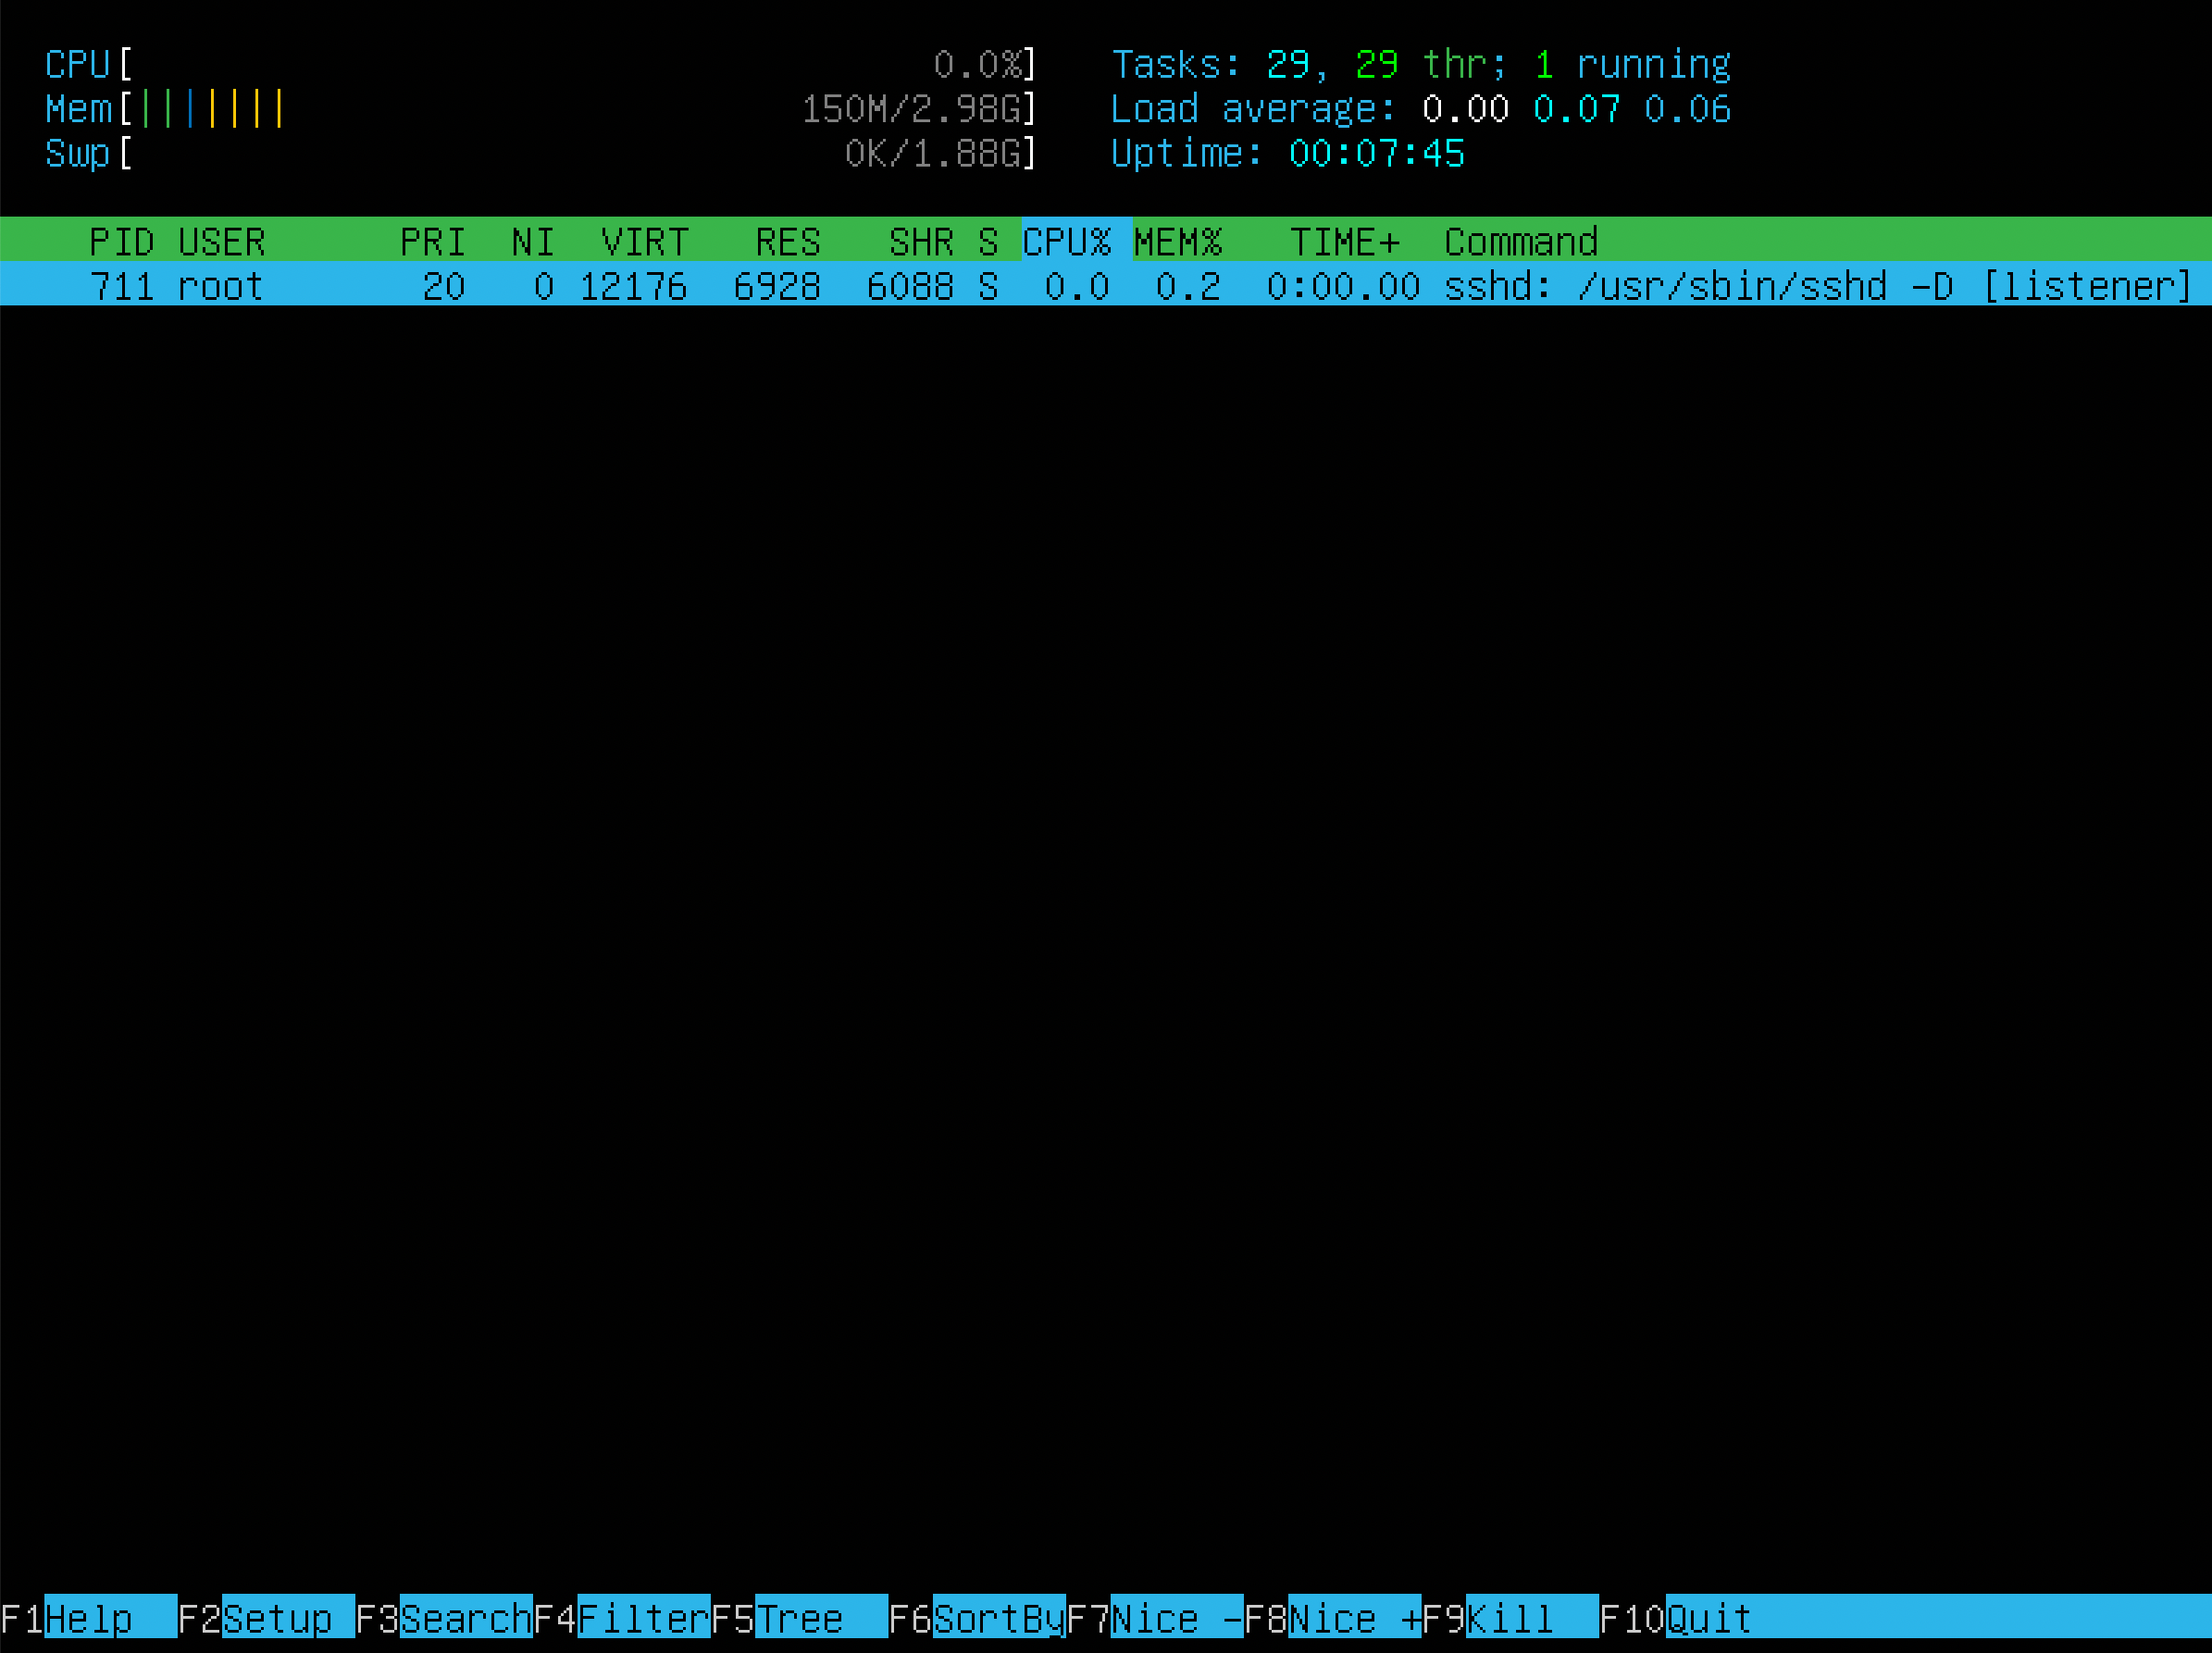 CPU[ 0.0%] Tasks: 29, 29 thr; 1 running
Mem[||||||| 150M/2.98G] Load average: 0.00 0.07 0.06
Swp[ 0K/1.88G] Uptime: 00:07:45
PID USER PRI NI VIRT RES SHR S CPU% MEM% TIME+ Command
711 root 20 0 12176 6928 6088 S 0.0 0.2 0:00.00 sshd: /usr/sbin/sshd -D [listener]
F1Help F2Setup F3SearchF4FilterF5Tree F6SortByF7Nice -F8Nice +F9Kill F10Quit